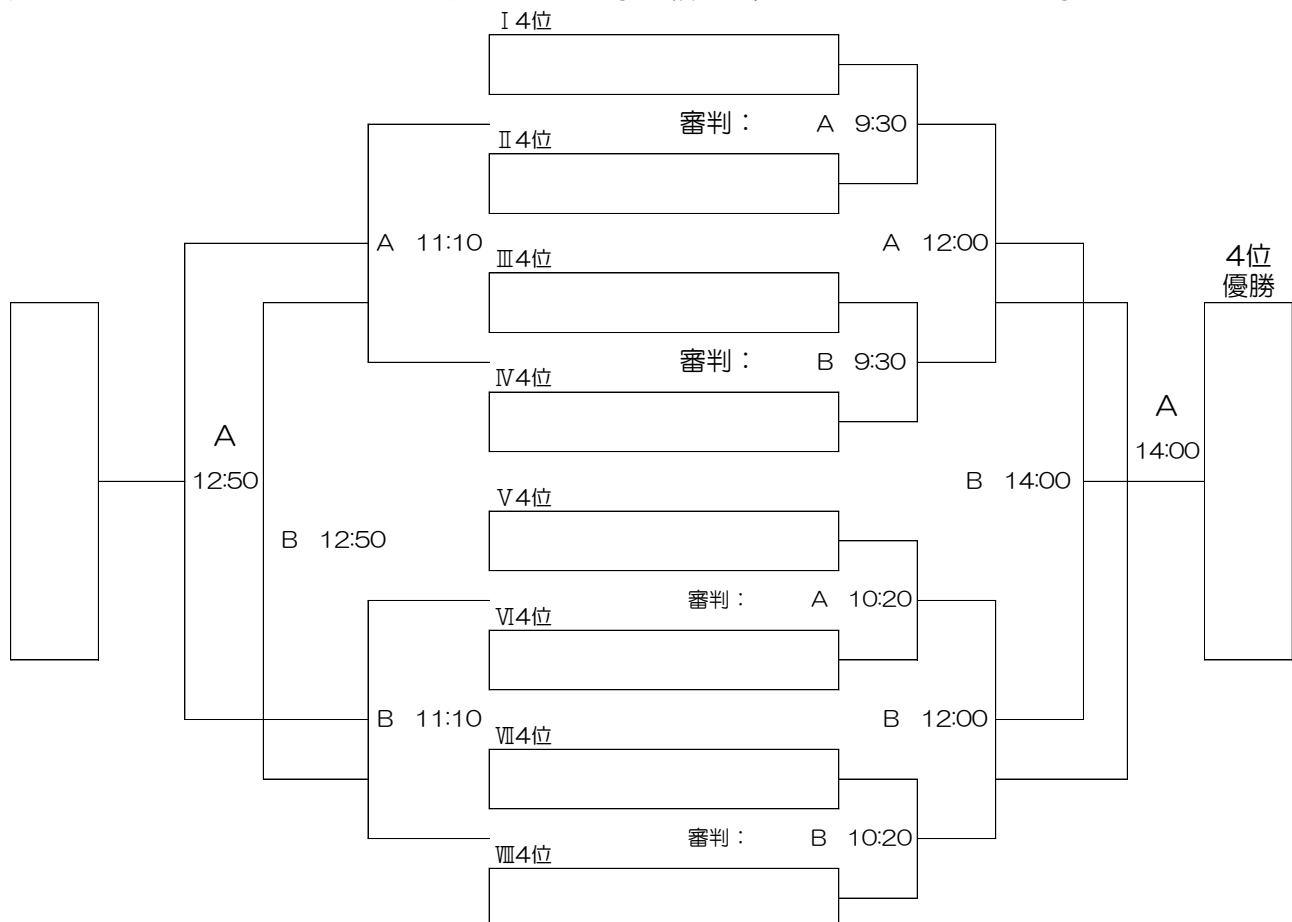 Ⅰ4位
審判： A 9:30
Ⅱ4位
A 11:10
A 12:00
Ⅲ4位
4位
優勝
審判： B 9:30
Ⅳ4位
A
12:50
A
14:00
B 14:00
Ⅴ4位
B 12:50
審判： A 10:20
Ⅵ4位
B 11:10
B 12:00
Ⅶ4位
審判： B 10:20
Ⅷ4位